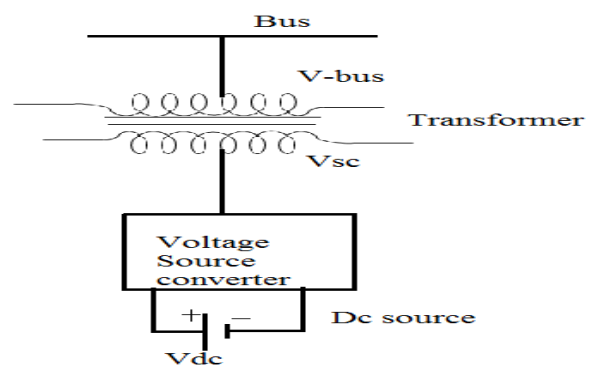 Bus
V-bus
Transformer
Vsc
Voltage
Source
converter
+ −
Dc source
Vdc